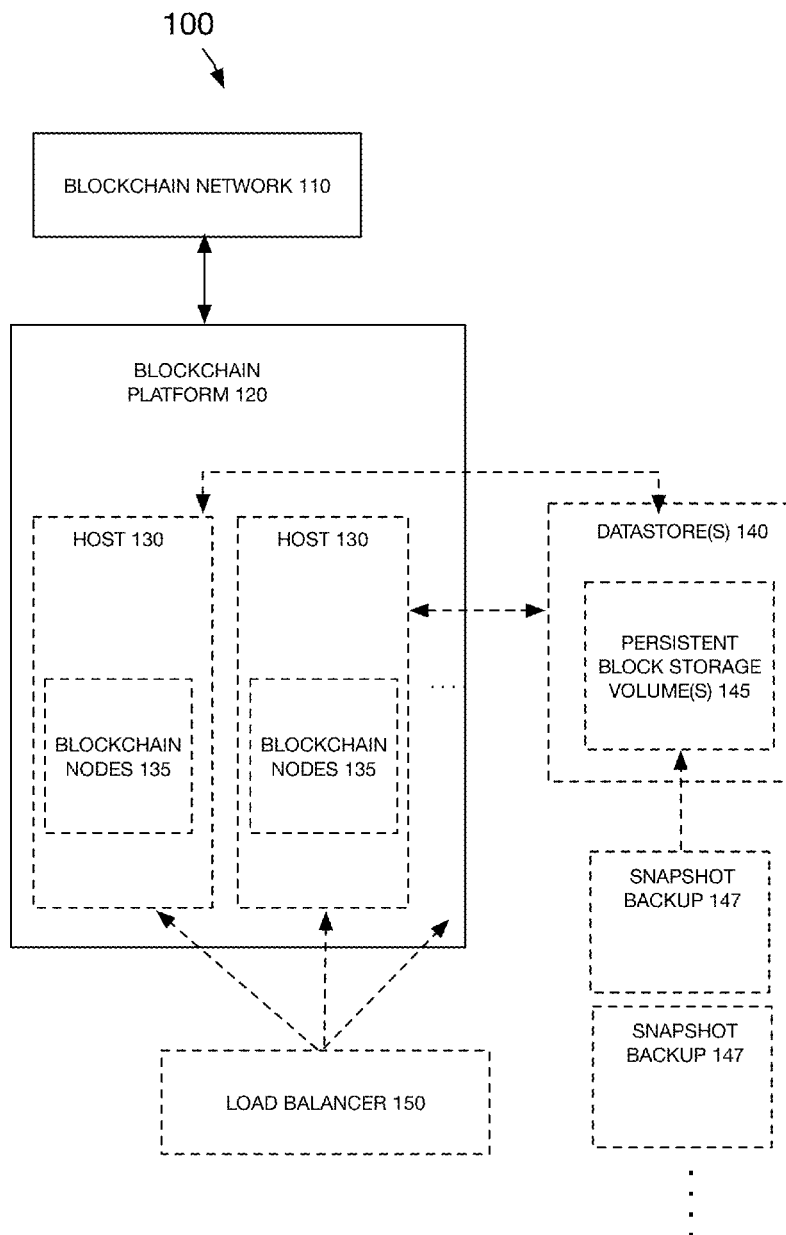 100
BLOCKCHAIN NETWORK 110
BLOCKCHAIN
PLATFORM 120
HOST 130
HOST 130
DATASTORE(S) 140
PERSISTENT
BLOCK STORAGE
VOLUME(S) 145
. . . .
BLOCKCHAIN
NODES 135
BLOCKCHAIN
NODES 135
SNAPSHOT
BACKUP 147
SNAPSHOT
BACKUP 147
LOAD BALANCER 150